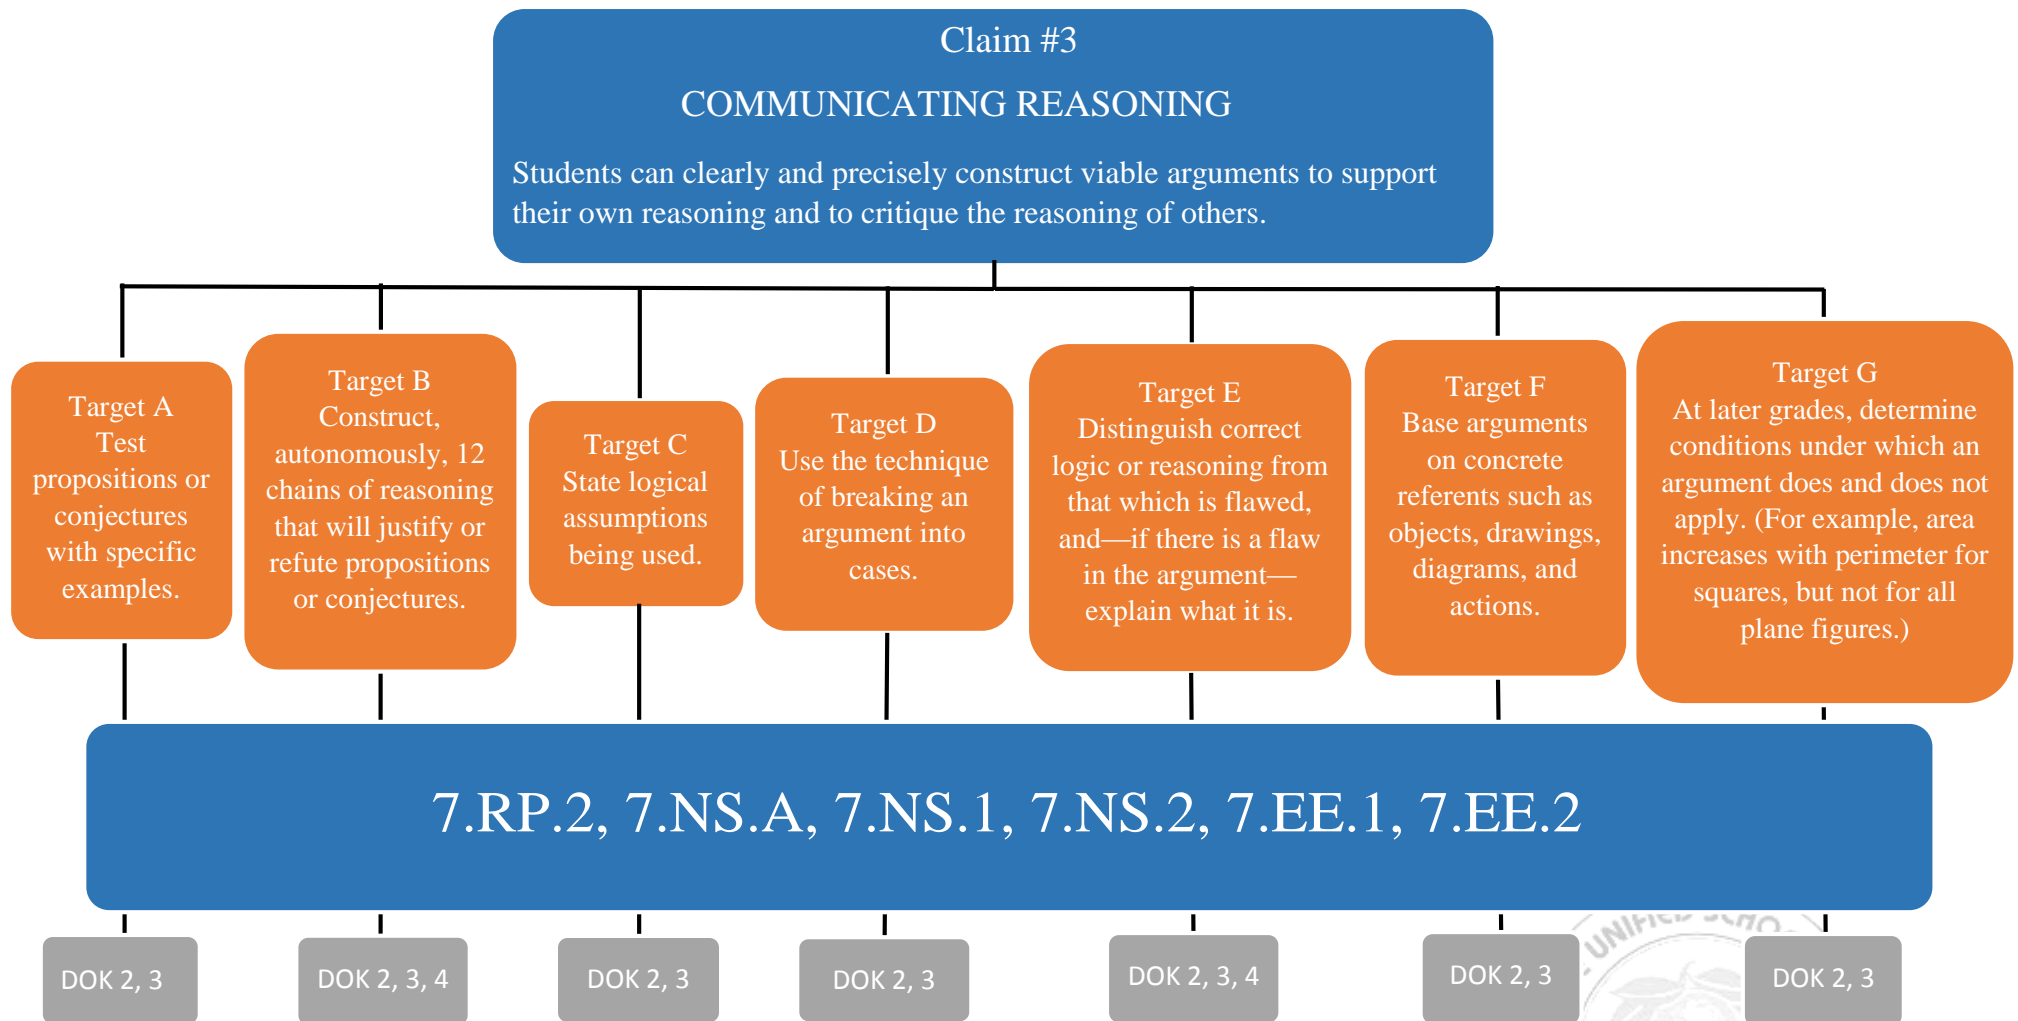 Claim #3
COMMUNICATING REASONING
Students can clearly and precisely construct viable arguments to support
their own reasoning and to critique the reasoning of others.
Target A
Test
propositions or
conjectures
with specific
examples.
Target B
Construct,
autonomously, 12
chains of reasoning
that will justify or
refute propositions
or conjectures.
Target C
State logical
assumptions
being used.
Target D
Use the technique
of breaking an
argument into
cases.
Target E
Distinguish correct
logic or reasoning from
that which is flawed,
and—if there is a flaw
in the argument—
explain what it is.
Target F
Base arguments
on concrete
referents such as
objects, drawings,
diagrams, and
actions.
Target G
At later grades, determine
conditions under which an
argument does and does not
apply. (For example, area
increases with perimeter for
squares, but not for all
plane figures.)
7.RP.2, 7.NS.A, 7.NS.1, 7.NS.2, 7.EE.1, 7.EE.2
DOK 2, 3
DOK 2, 3, 4
DOK 2, 3
DOK 2, 3
DOK 2, 3, 4
DOK 2, 3
DOK 2, 3
UNIFIED